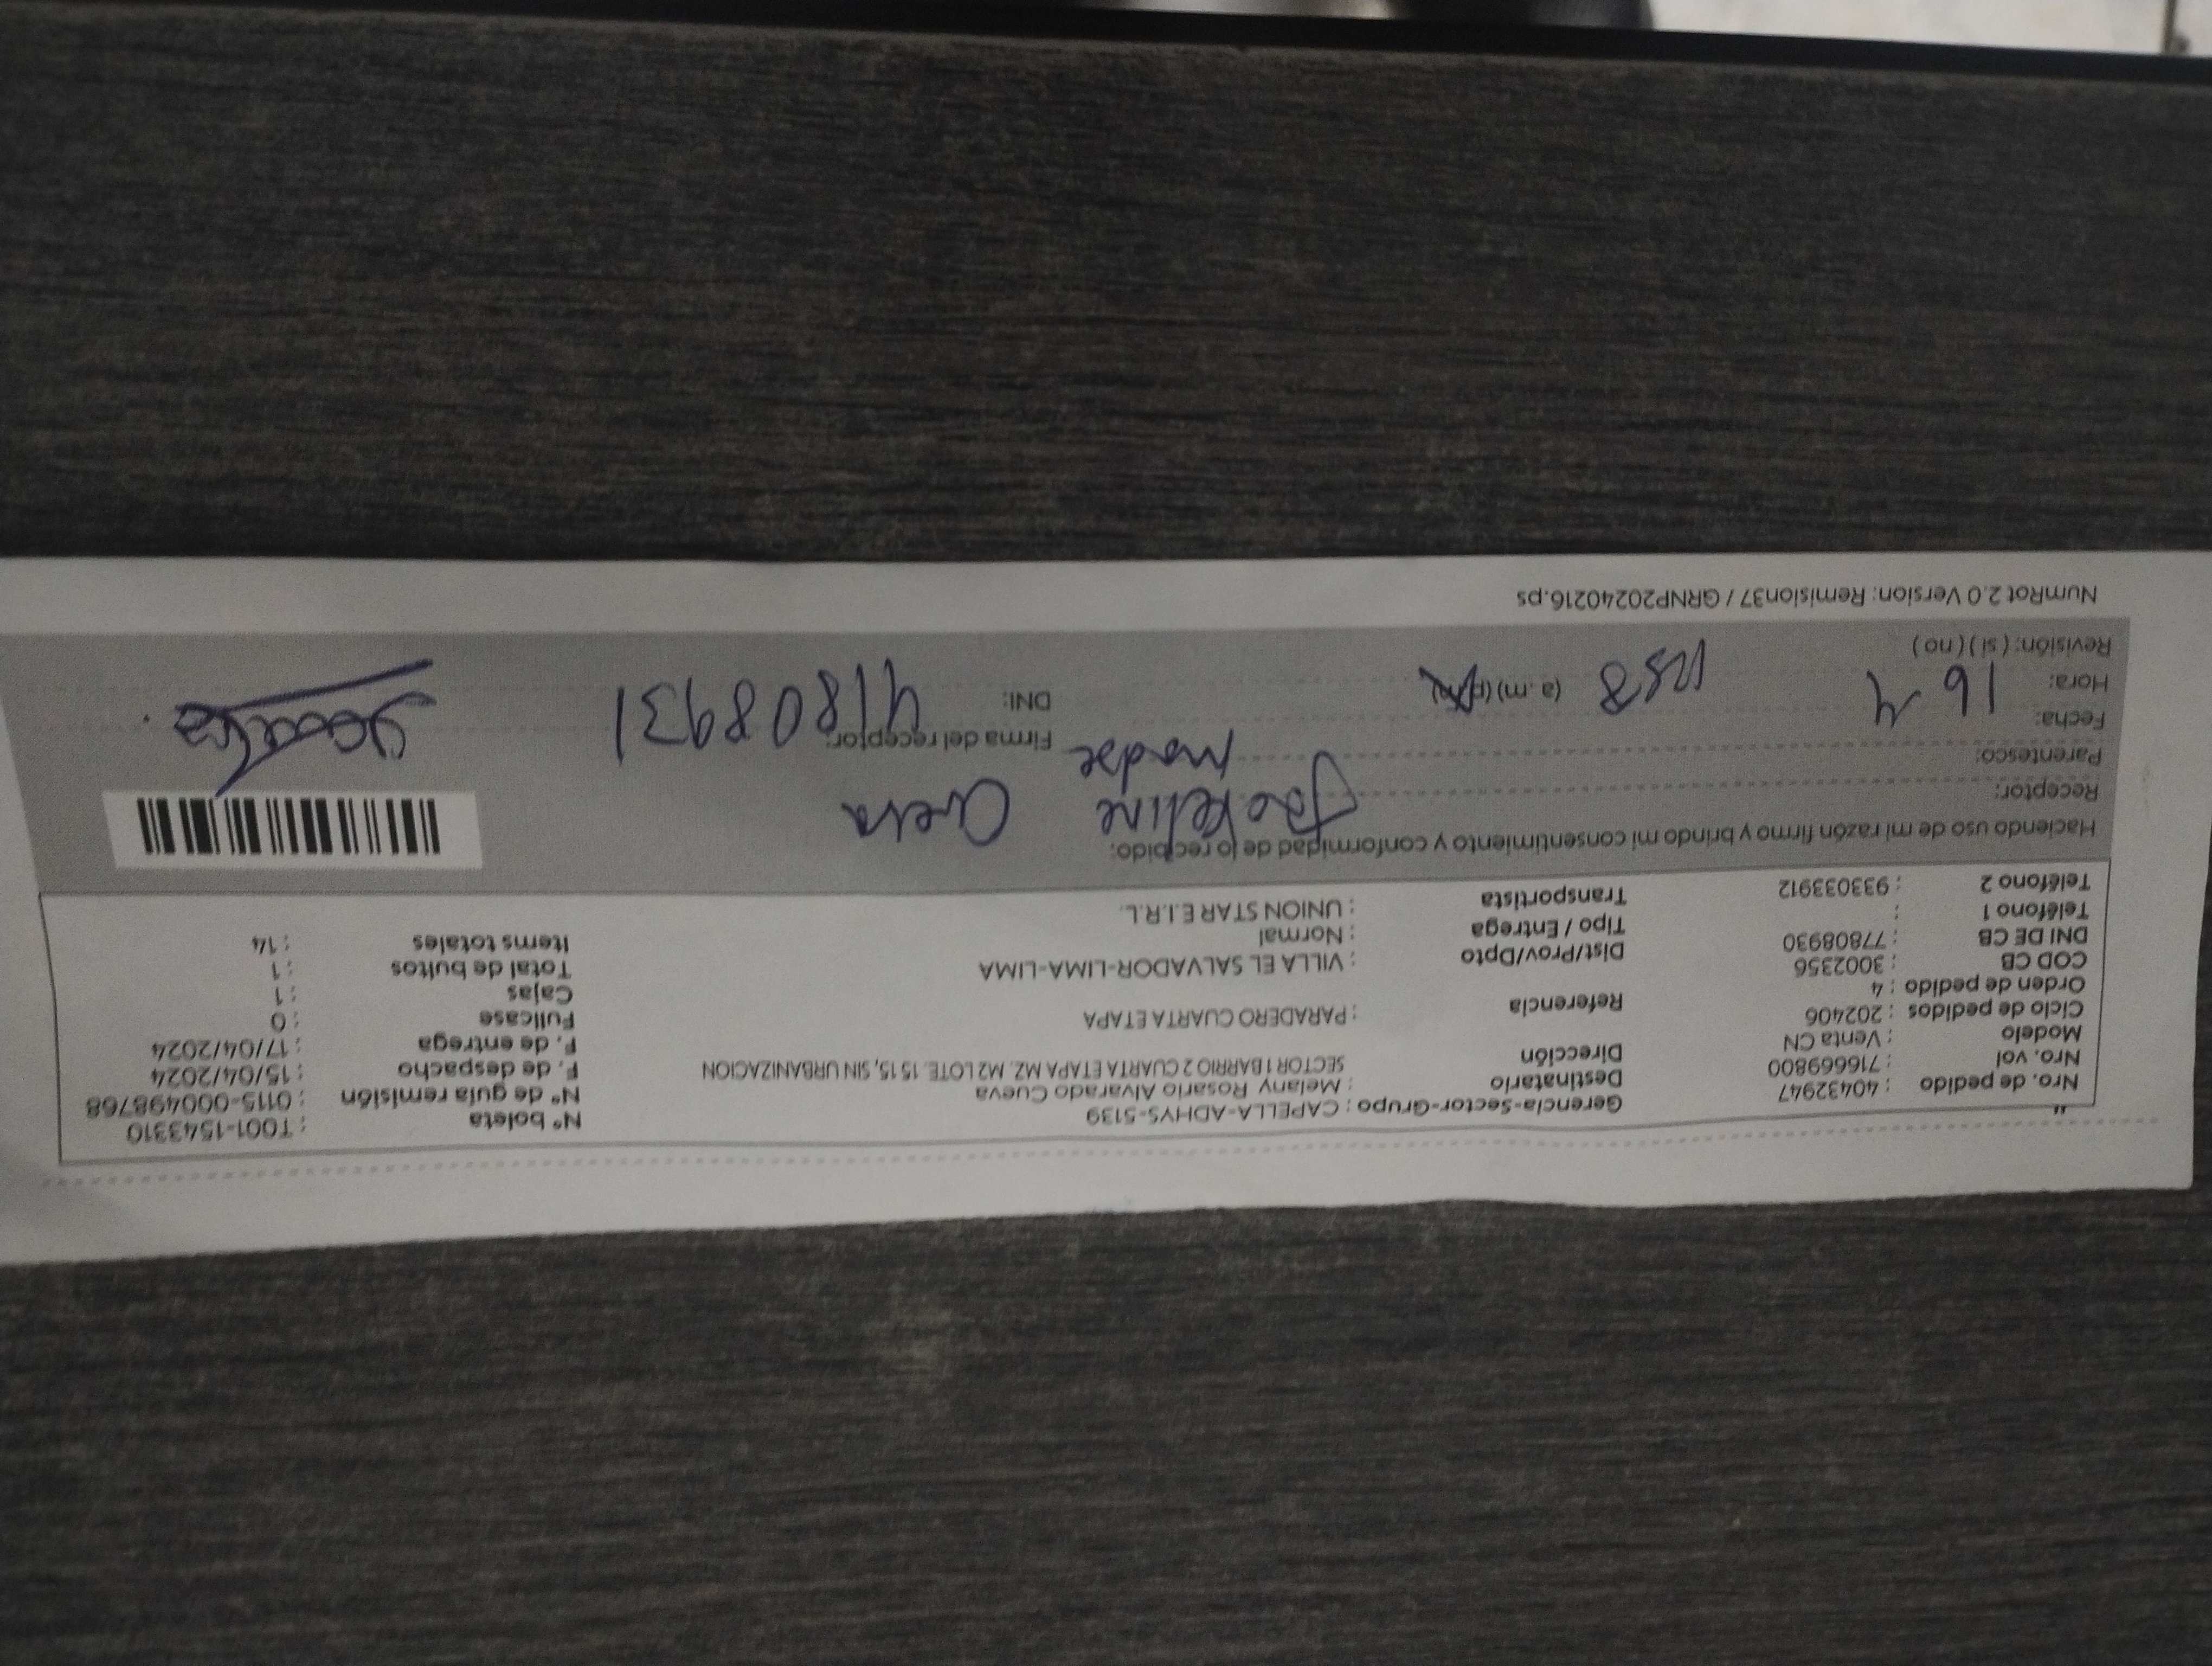 Nro. de pedido : 40432947
Nro. vol : 716669800
Modelo : Venta CN
Ciclo de pedidos : 202406
Orden de pedido : 4
COD CB : 3002356
DNI DE CB : 77808930
Teléfono 1 :
Teléfono 2 : 933033912
Gerencia-Sector-Grupo : CAPELLA-ADHYS-5139
Destinatario : Melany Rosario Alvarado Cueva
Dirección SECTOR 1 BARRIO 2 CUARTA ETAPA MZ. M2 LOTE. 15 15, SIN URBANIZACION
Referencia : PARADERO CUARTA ETAPA
Dist/Prov/Dpto : VILLA EL SALVADOR-LIMA-LIMA
Tipo / Entrega : Normal
Transportista : UNION STAR E.I.R.L.
N° boleta : T001-1543310
N° de guía remisión : 0115-000498768
F. de despacho : 15/04/2024
F. de entrega : 17/04/2024
Fullcase : 0
Cajas : 1
Total de bultos : 1
Items totales : 14
Haciendo uso de mi razón firmo y brindo mi consentimiento y conformidad de lo recibido:
Receptor: Jackeline Cueva
Parentesco: madre
Fecha: 16 4
Hora: (a.m) (p.m)
Revisión: ( si ) ( no )
Firma del receptor:
DNI: 41808931
NumRot 2.0 Version: Remision37 / GRNP20240216.ps